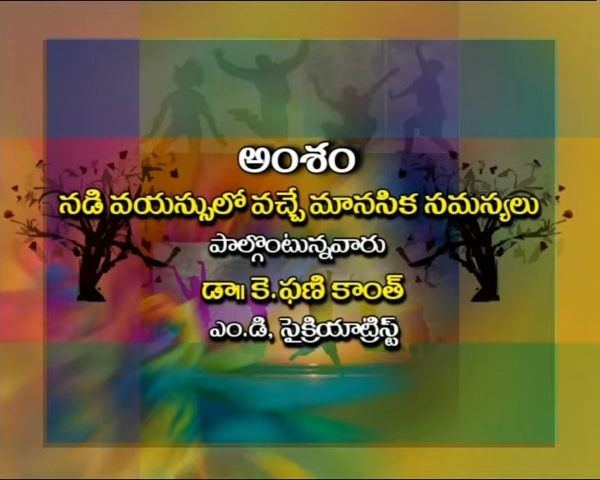 అంశం
నడి వయస్సులో వచ్చే మానసిక సమస్యలు
పాల్గొంటున్నవారు
డా॥ కె.ఫణి కాంత్
ఎం.డి, సైక్రియాట్రిస్ట్